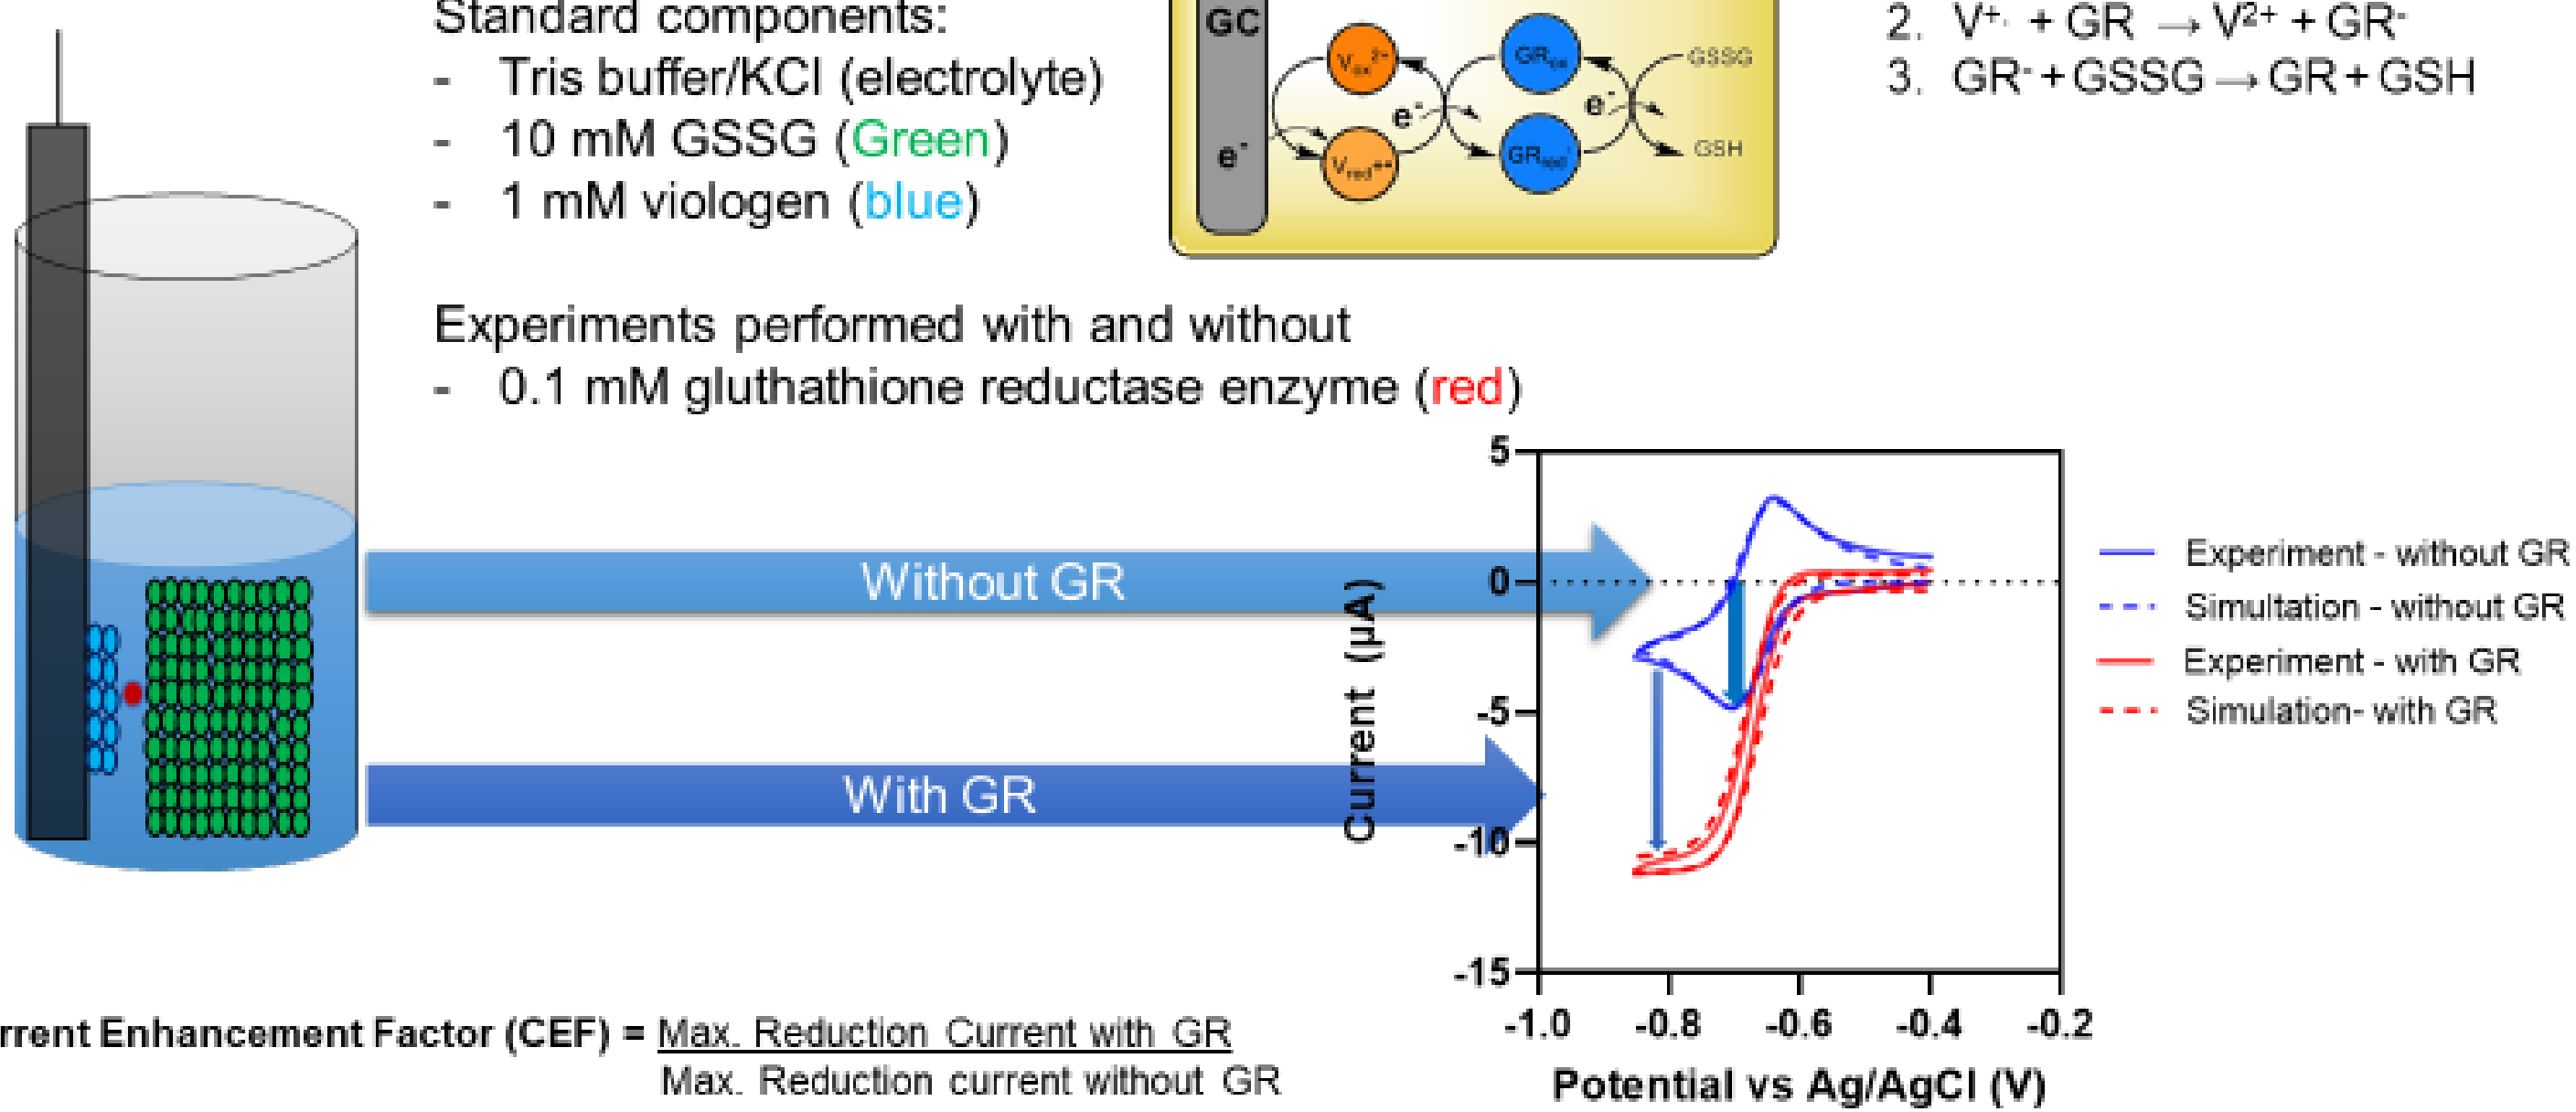 Standard components:
- Tris buffer/KCl (electrolyte)
- 10 mM GSSG (Green)
- 1 mM viologen (blue)
GC
e-
Vox2+
Vred++
e-
GRox
GRred-
e-
GSSG
GSH
2. V+· + GR → V2+ + GR-
3. GR- + GSSG → GR + GSH
Experiments performed with and without
- 0.1 mM gluthathione reductase enzyme (red)
Without GR
With GR
Current (µA)
5
0
-5
-10
-15
-1.0 -0.8 -0.6 -0.4 -0.2
Potential vs Ag/AgCl (V)
Experiment - without GR
Simultation - without GR
Experiment - with GR
Simulation- with GR
rrent Enhancement Factor (CEF) = Max. Reduction Current with GR
Max. Reduction current without GR